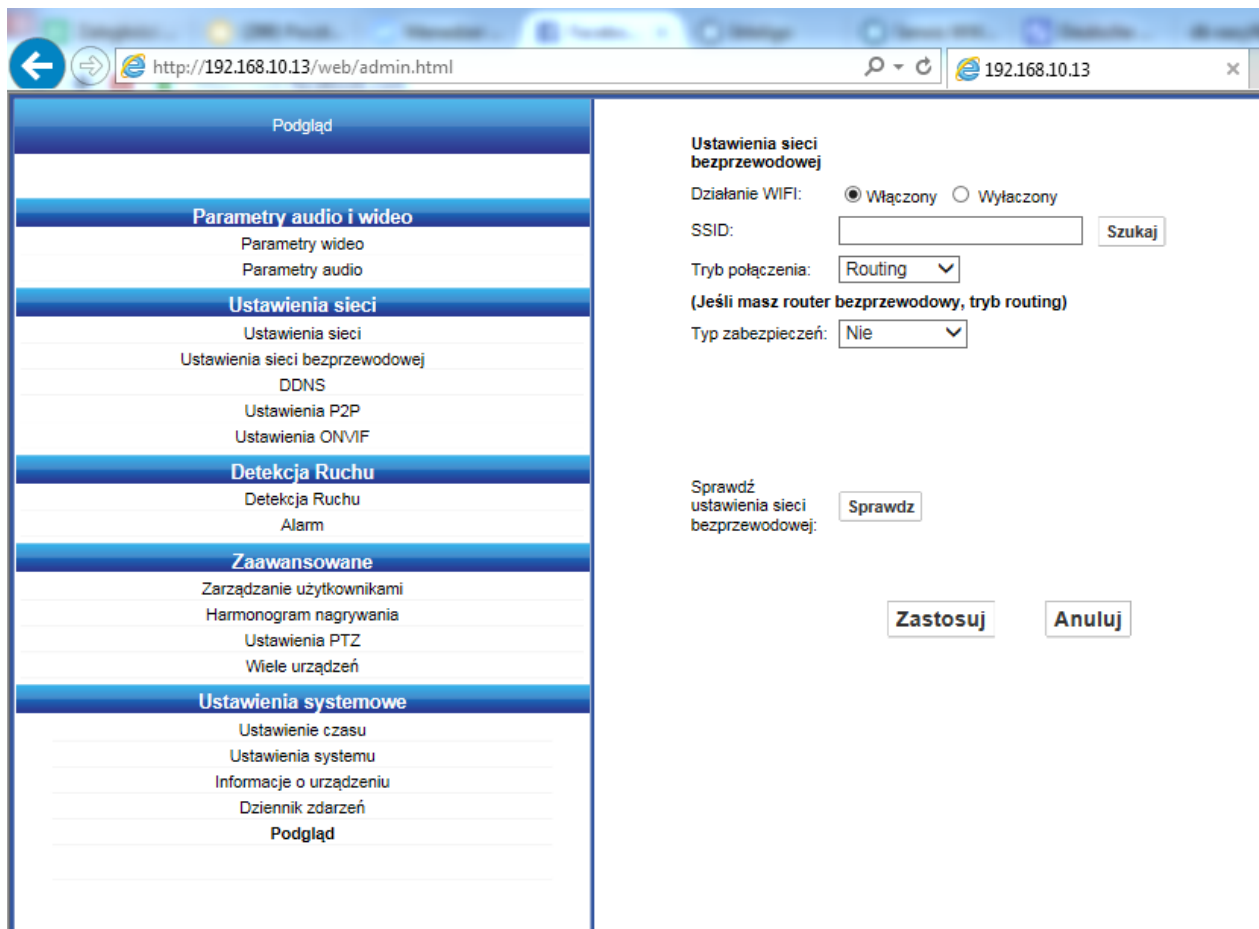 http://192.168.10.13/web/admin.html
192.168.10.13
Podgląd
Parametry audio i wideo
Parametry wideo
Parametry audio
Ustawienia sieci
Ustawienia sieci
Ustawienia sieci bezprzewodowej
DDNS
Ustawienia P2P
Ustawienia ONVIF
Detekcja Ruchu
Detekcja Ruchu
Alarm
Zaawansowane
Zarządzanie użytkownikami
Harmonogram nagrywania
Ustawienia PTZ
Wiele urządzeń
Ustawienia systemowe
Ustawienie czasu
Ustawienia systemu
Informacje o urządzeniu
Dziennik zdarzeń
Podgląd
Ustawienia sieci
bezprzewodowej
Działanie WIFI: Włączony Wyłaczony
SSID: Szukaj
Tryb połączenia: Routing
(Jeśli masz router bezprzewodowy, tryb routing)
Typ zabezpieczeń: Nie
Sprawdź
ustawienia sieci
bezprzewodowej:
Sprawdz
Zastosuj Anuluj